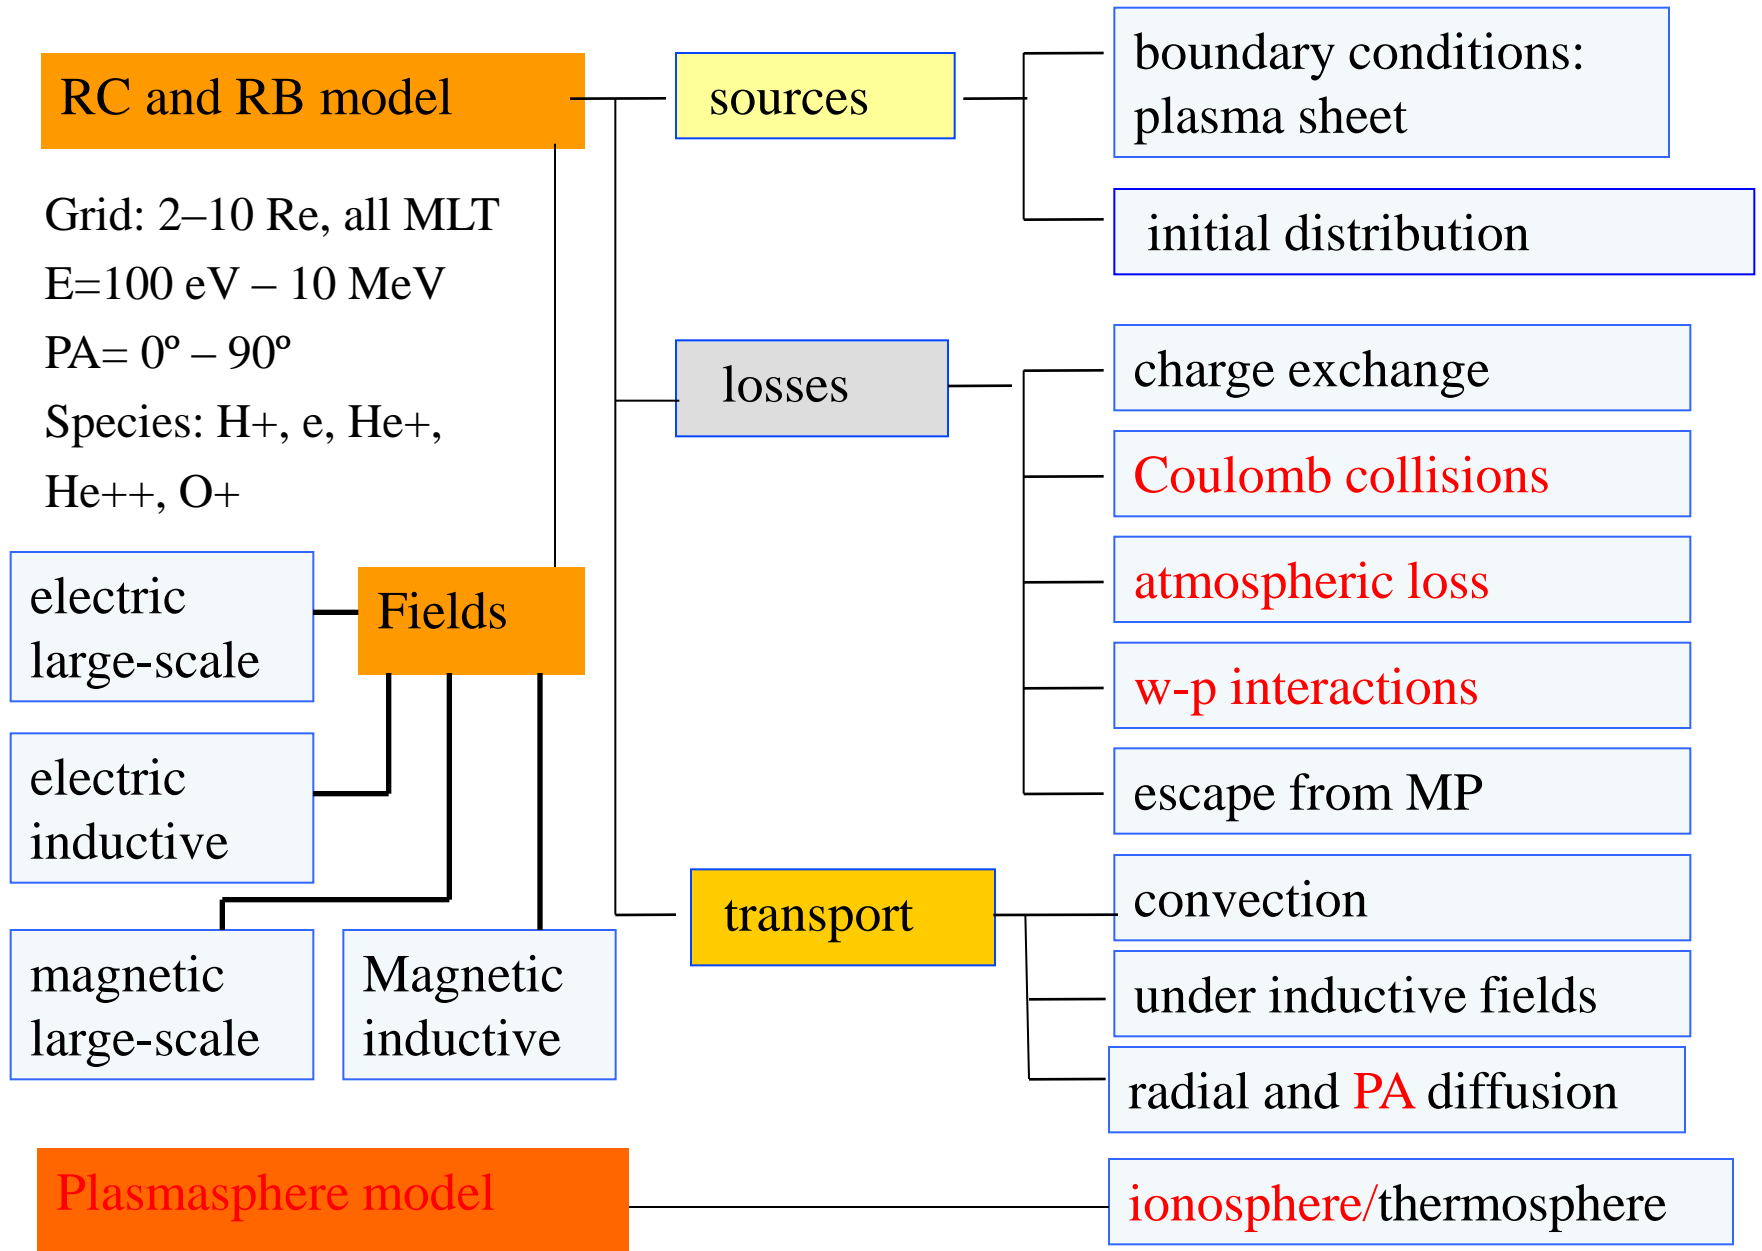 RC and RB model
Grid: 2–10 Re, all MLT
E=100 eV – 10 MeV
PA= 0º – 90º
Species: H+, e, He+,
He++, O+
Fields
electric
large-scale
electric
inductive
magnetic
large-scale
Magnetic
inductive
sources
boundary conditions:
plasma sheet
initial distribution
losses
charge exchange
Coulomb collisions
atmospheric loss
w-p interactions
escape from MP
transport
convection
under inductive fields
radial and PA diffusion
Plasmasphere model
ionosphere/thermosphere